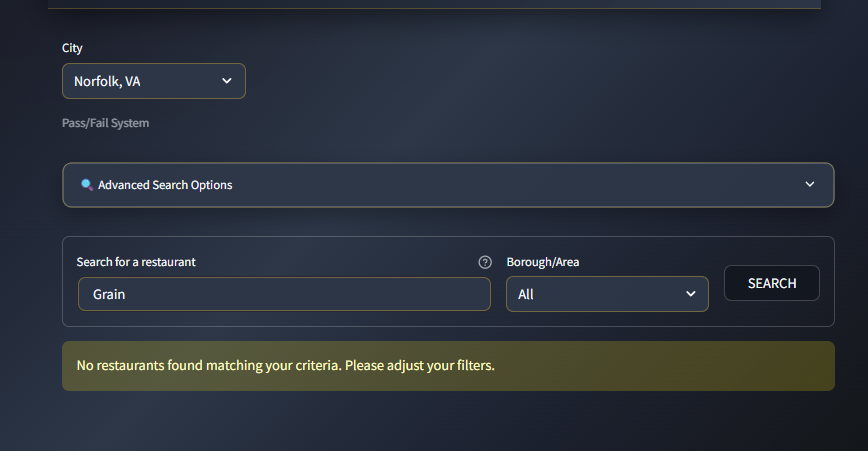 City
Norfolk, VA
Pass/Fail System
Advanced Search Options
Search for a restaurant
Borough/Area
Grain
All
SEARCH
No restaurants found matching your criteria. Please adjust your filters.